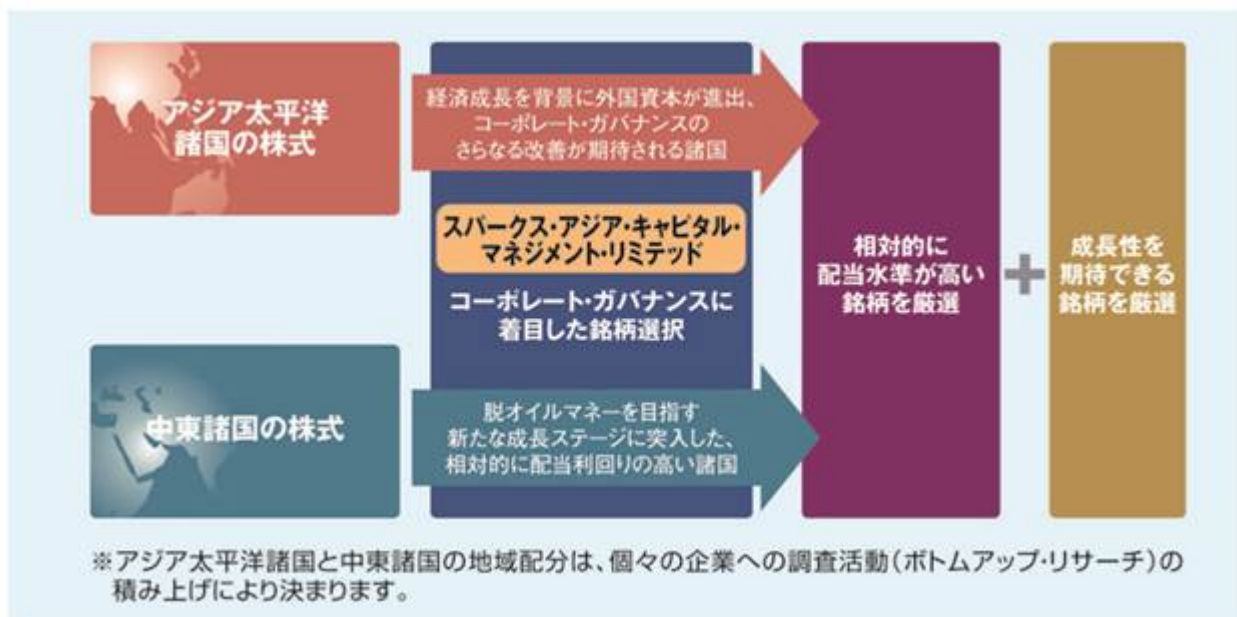 アジア太平洋
諸国の株式
経済成長を背景に外国資本が進出、
コーポレート・ガバナンスの
さらなる改善が期待される諸国
スパークス・アジア・キャピタル・
マネジメント・リミテッド
コーポレート・ガバナンスに
着目した銘柄選択
中東諸国の株式
脱オイルマネーを目指す
新たな成長ステージに突入した、
相対的に配当利回りの高い諸国
相対的に
配当水準が高い
銘柄を厳選
+
成長性を
期待できる
銘柄を厳選
※アジア太平洋諸国と中東諸国の地域配分は、個々の企業への調査活動(ボトムアップ・リサーチ)の
積み上げにより決まります。